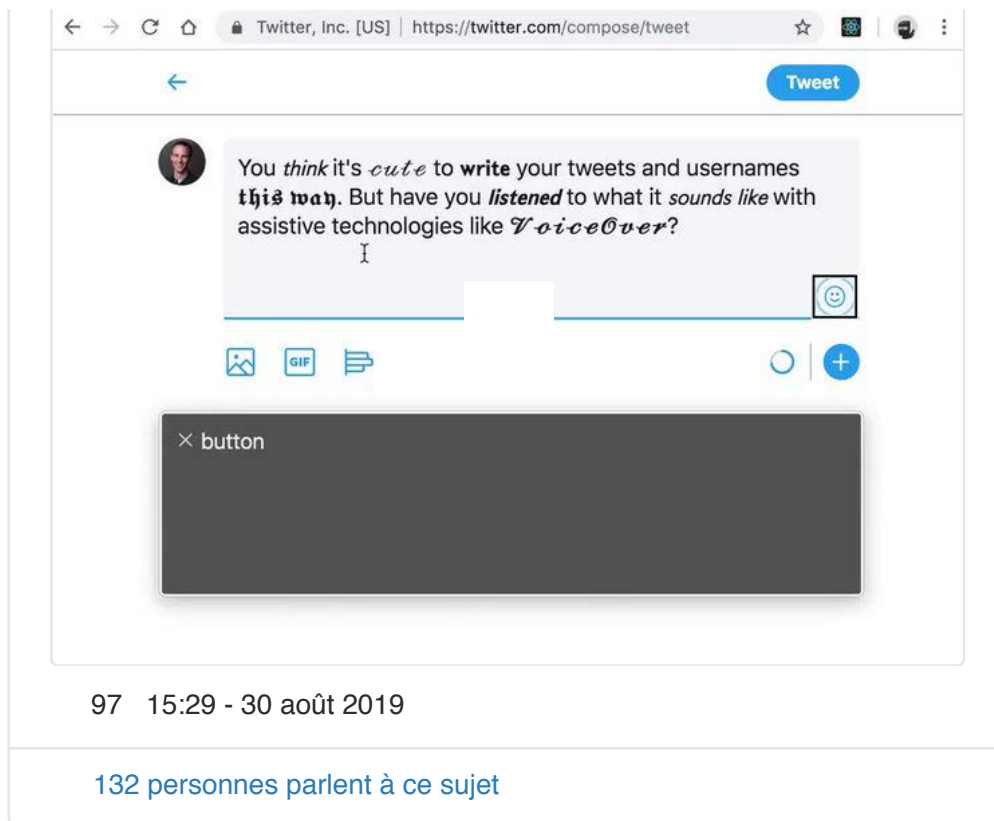 Twitter, Inc. [US] | https://twitter.com/compose/tweet
Tweet
You think it's 𝒸𝓊𝓉ℯ to write your tweets and usernames
𝖙𝖍𝖎𝖘 𝖜𝖆𝖞. But have you listened to what it sounds like with
assistive technologies like 𝒱ℴ𝒾𝒸ℯ𝒪𝓋ℯ𝓇?
GIF
× button
97 15:29 - 30 août 2019
132 personnes parlent à ce sujet